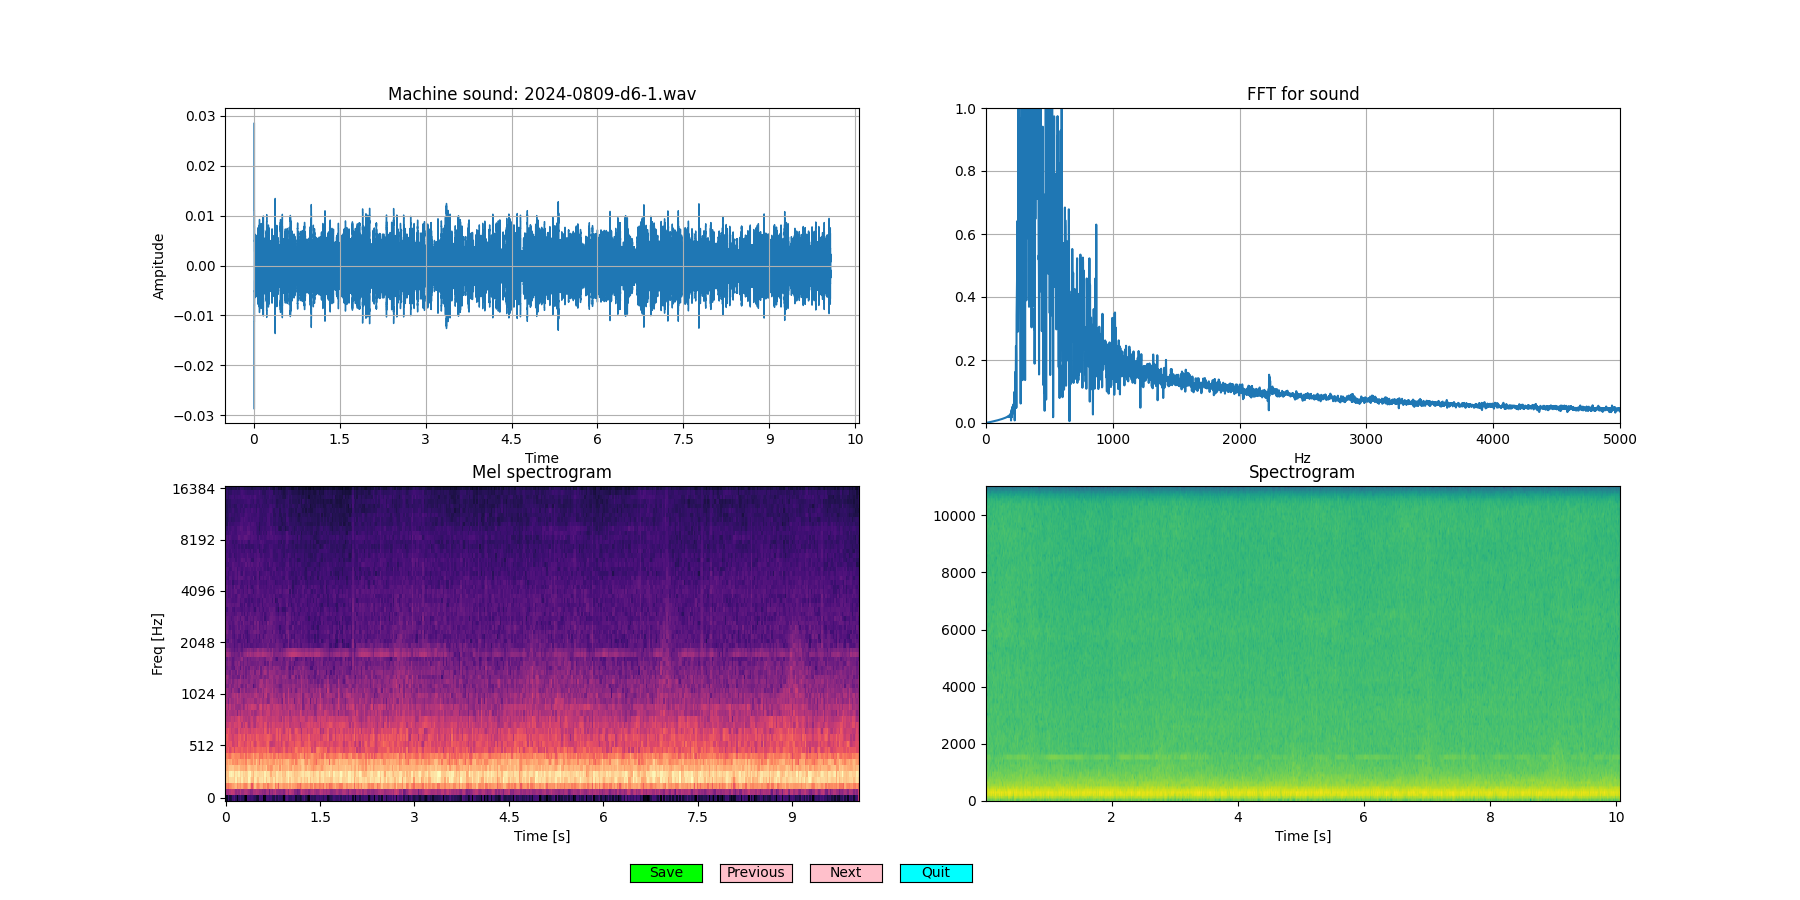 Machine sound: 2024-0809-d6-1.wav
0.03
0.02
0.01
0.00
−0.01
−0.02
−0.03
Ampitude
0 1.5 3 4.5 6 7.5 9 10
Time
FFT for sound
1.0
0.8
0.6
0.4
0.2
0.0
0 1000 2000 3000 4000 5000
Hz
Mel spectrogram
16384
8192
4096
2048
1024
512
0
Freq [Hz]
0 1.5 3 4.5 6 7.5 9
Time [s]
Spectrogram
10000
8000
6000
4000
2000
0
2 4 6 8 10
Time [s]
Save Previous Next Quit